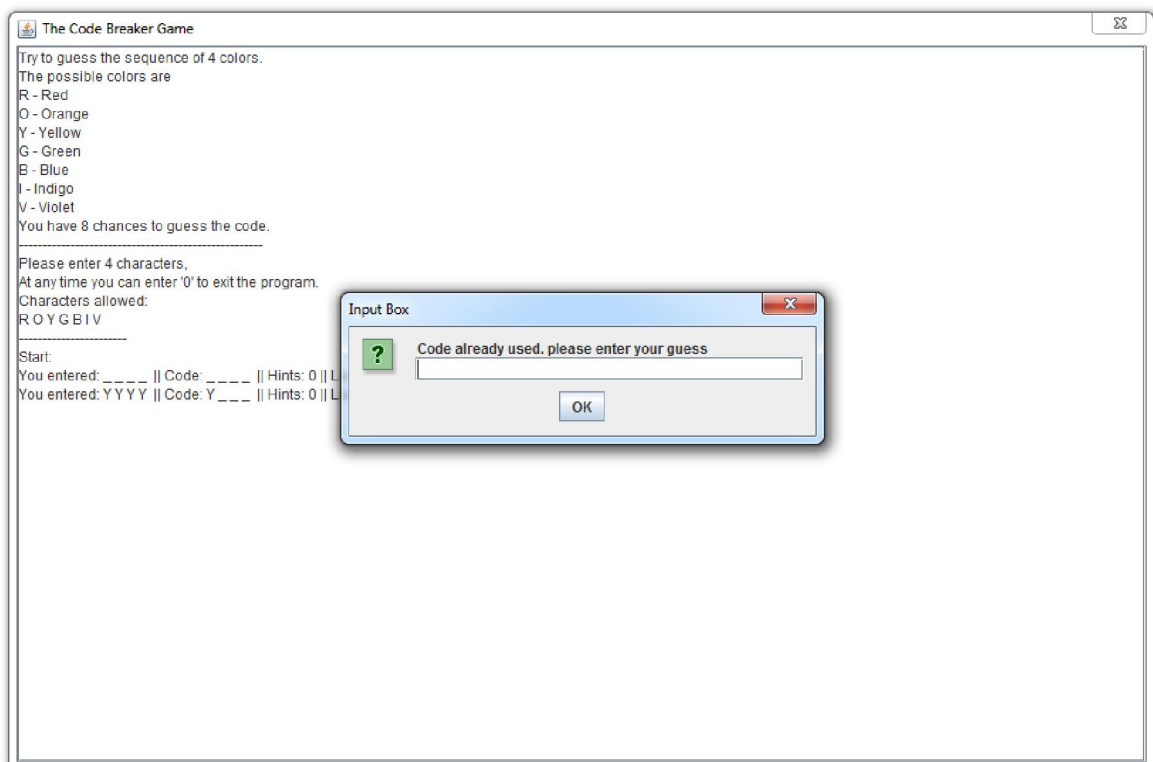 The Code Breaker Game
Try to guess the sequence of 4 colors.
The possible colors are
R - Red
O - Orange
Y - Yellow
G - Green
B - Blue
I - Indigo
V - Violet
You have 8 chances to guess the code.
----------------------------------------------------
Please enter 4 characters,
At any time you can enter '0' to exit the program.
Characters allowed:
R O Y G B I V
-----------------------
Start:
You entered: _ _ _ _ || Code: _ _ _ _ || Hints: 0 || L
You entered: Y Y Y Y || Code: Y _ _ _ || Hints: 0 || L
Input Box
?
Code already used. please enter your guess
OK